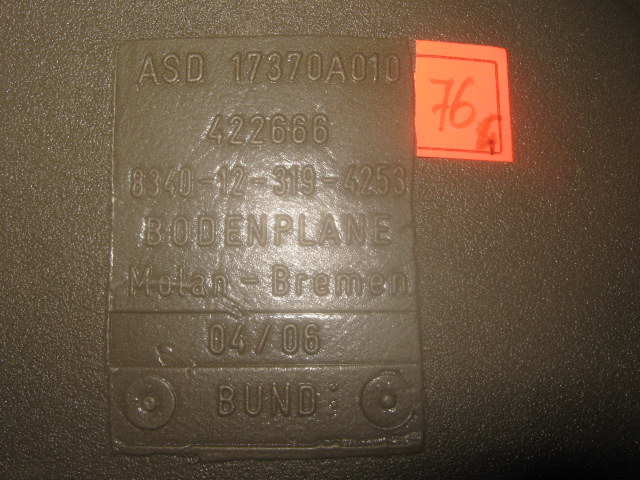 ASD 17370A010
76
422666
8340-12-319-4253
BODENPLANE
Molan - Bremen
04/06
BUND